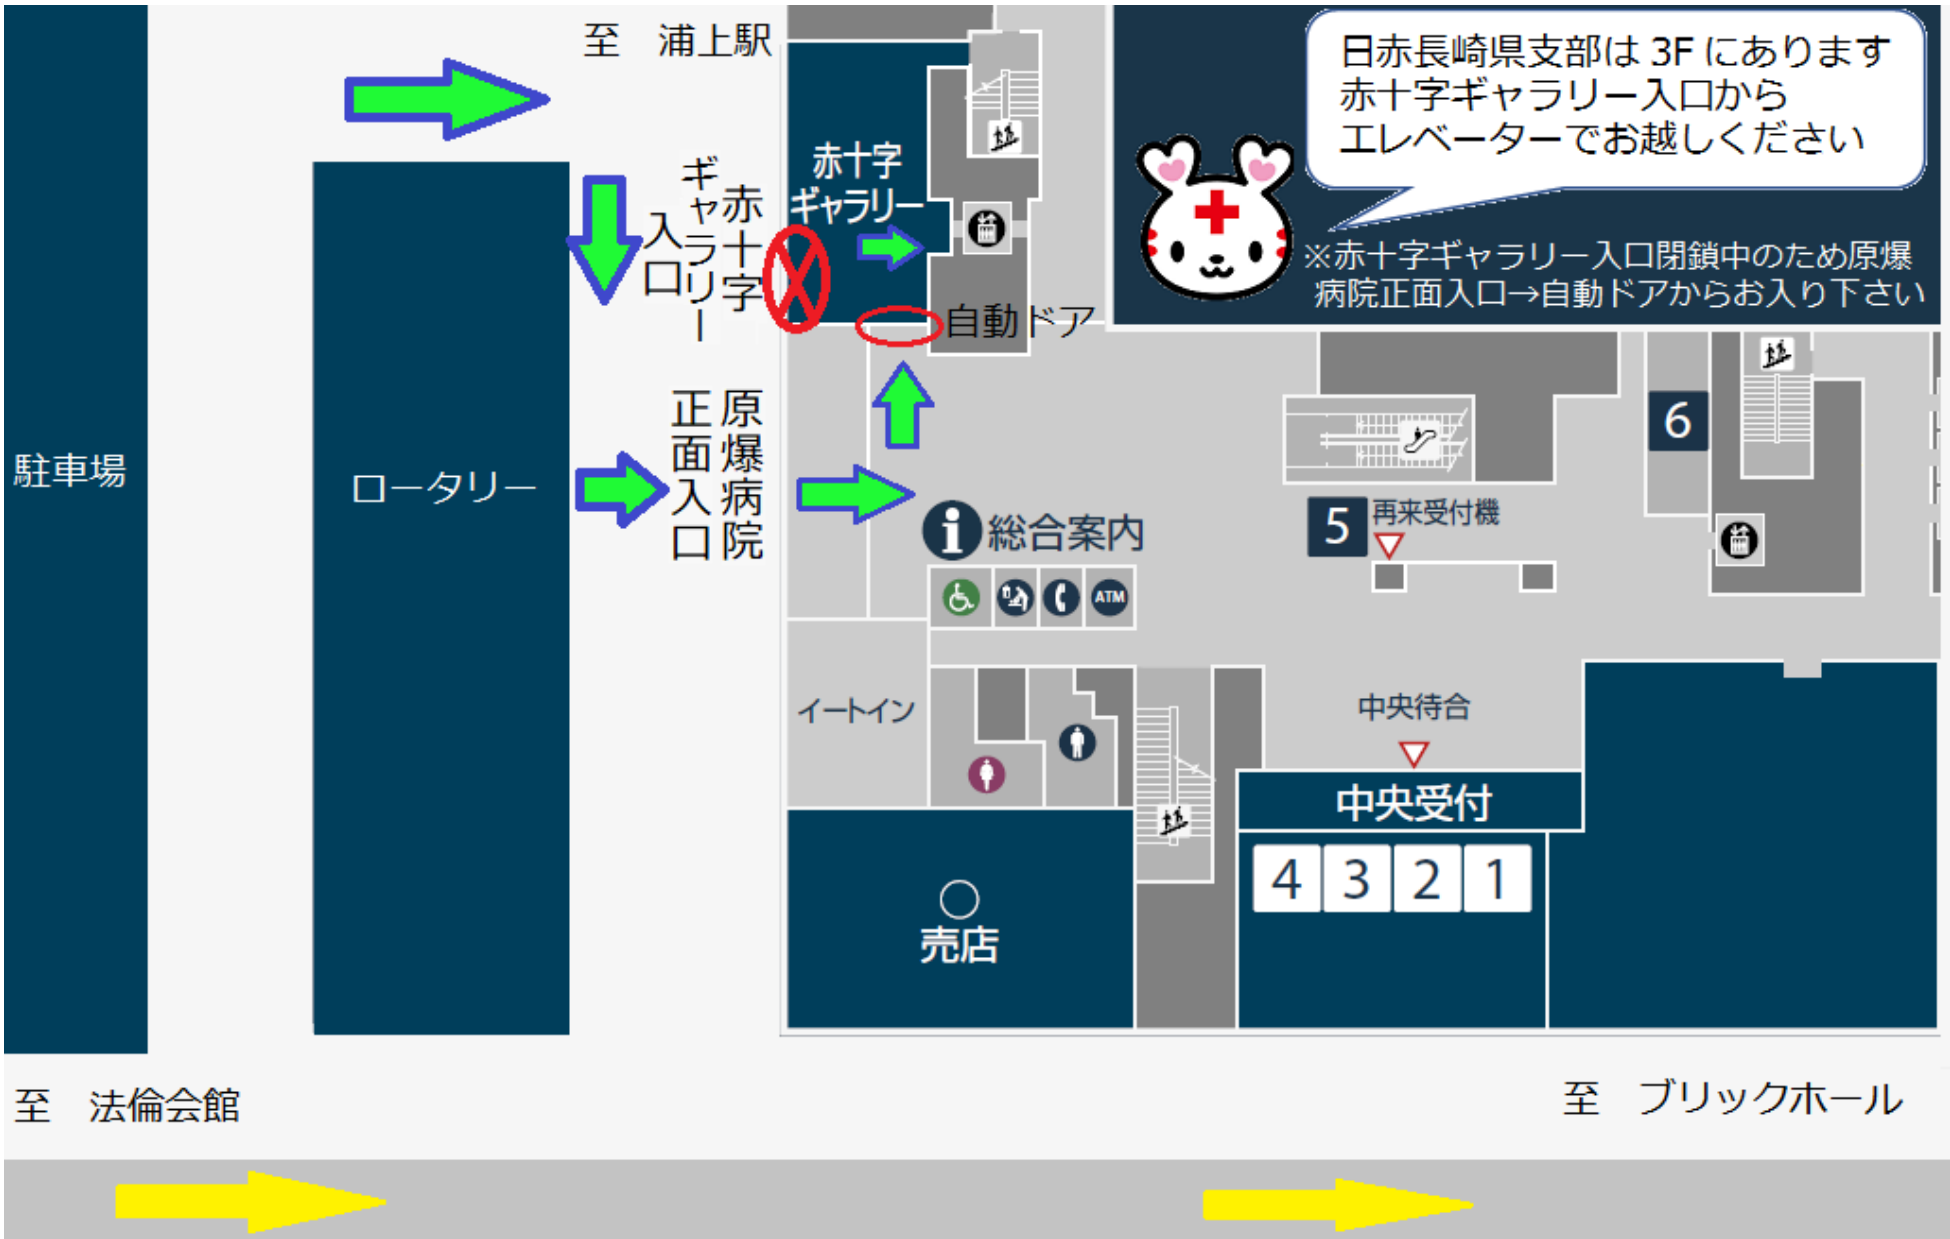 至　浦上駅
日赤長崎県支部は 3F にあります
赤十字ギャラリー入口から
エレベーターでお越しください
※赤十字ギャラリー入口閉鎖中のため原爆
病院正面入口→自動ドアからお入り下さい
赤十字
ギャラリー
入口
赤十字
ギャラリー
自動ドア
原爆病院
正面入口
駐車場
ロータリー
i 総合案内
ATM
5 再来受付機
6
イートイン
中央待合
中央受付
4 3 2 1
売店
至　法倫会館
至　ブリックホール